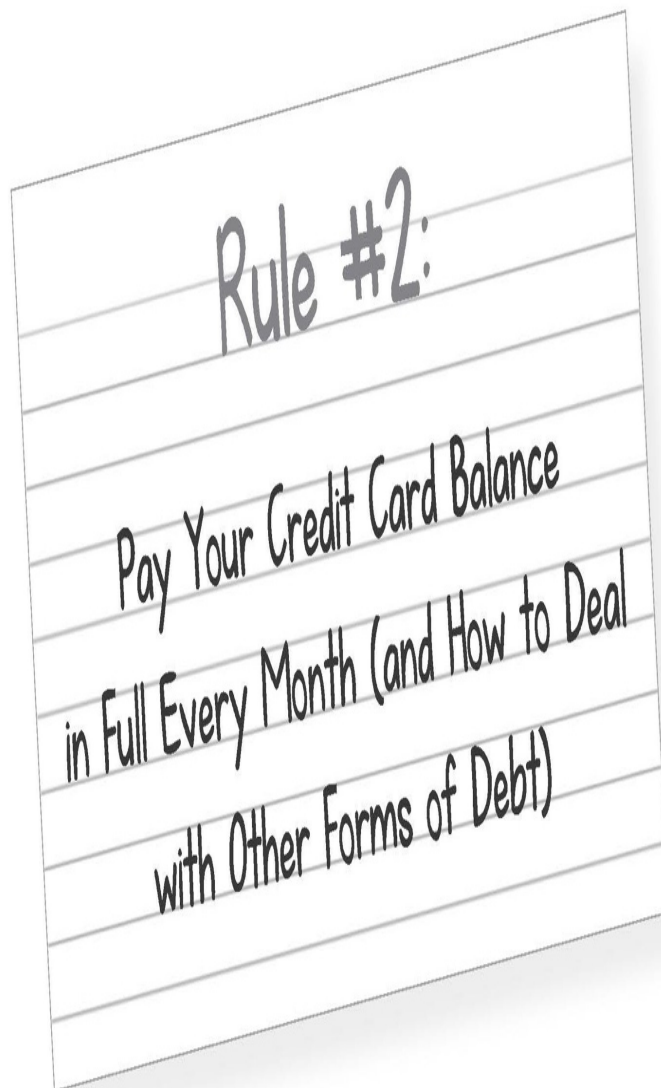 Rule #2:
Pay Your Credit Card Balance
in Full Every Month (and How to Deal
with Other Forms of Debt)